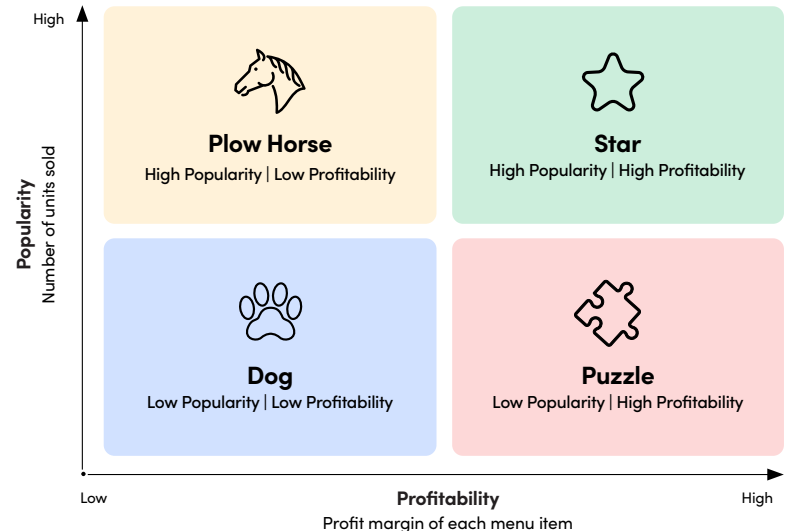 High
Popularity
Number of units sold
Plow Horse
High Popularity | Low Profitability
Star
High Popularity | High Profitability
Dog
Low Popularity | Low Profitability
Puzzle
Low Popularity | High Profitability
Low
Profitability
High
Profit margin of each menu item